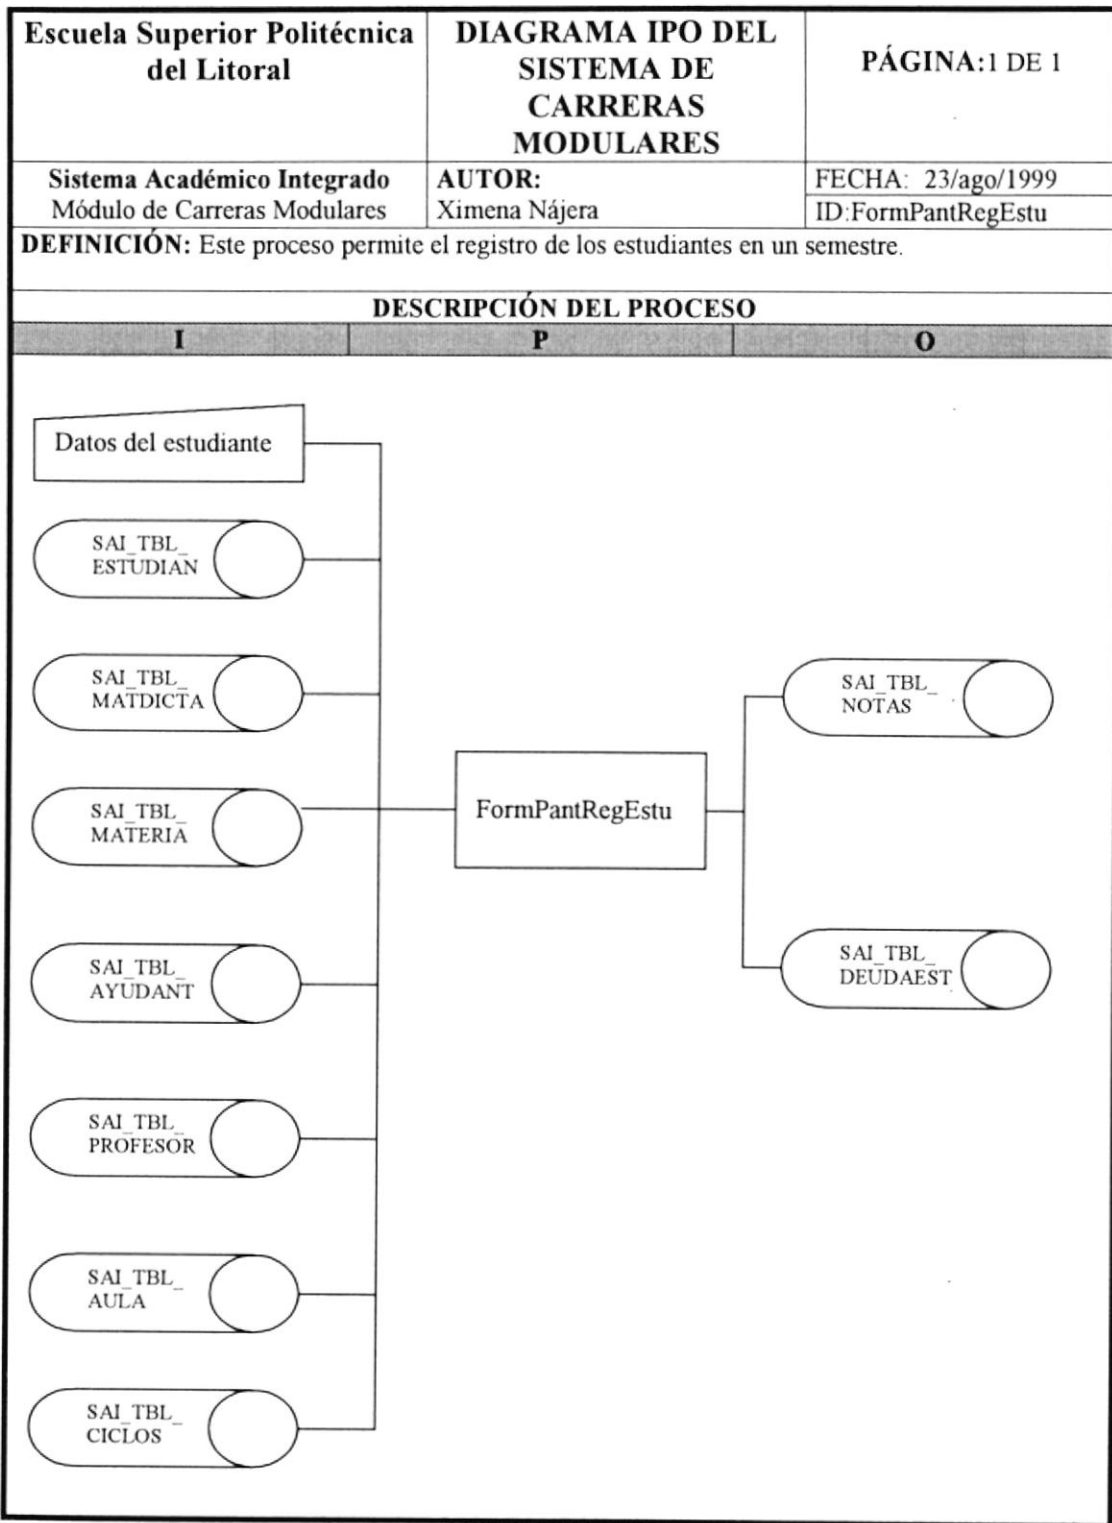 Escuela Superior Politécnica
del Litoral
DIAGRAMA IPO DEL
SISTEMA DE
CARRERAS
MODULARES
PÁGINA:1 DE 1
Sistema Académico Integrado
Módulo de Carreras Modulares
AUTOR:
Ximena Nájera
FECHA: 23/ago/1999
ID:FormPantRegEstu
DEFINICIÓN: Este proceso permite el registro de los estudiantes en un semestre.
DESCRIPCIÓN DEL PROCESO
I
P
O
Datos del estudiante
SAI_TBL_
ESTUDIAN
SAI_TBL_
MATDICTA
SAI_TBL_
MATERIA
SAI_TBL_
AYUDANT
SAI_TBL_
PROFESOR
SAI_TBL_
AULA
SAI_TBL_
CICLOS
FormPantRegEstu
SAI_TBL_
NOTAS
SAI_TBL_
DEUDAEST